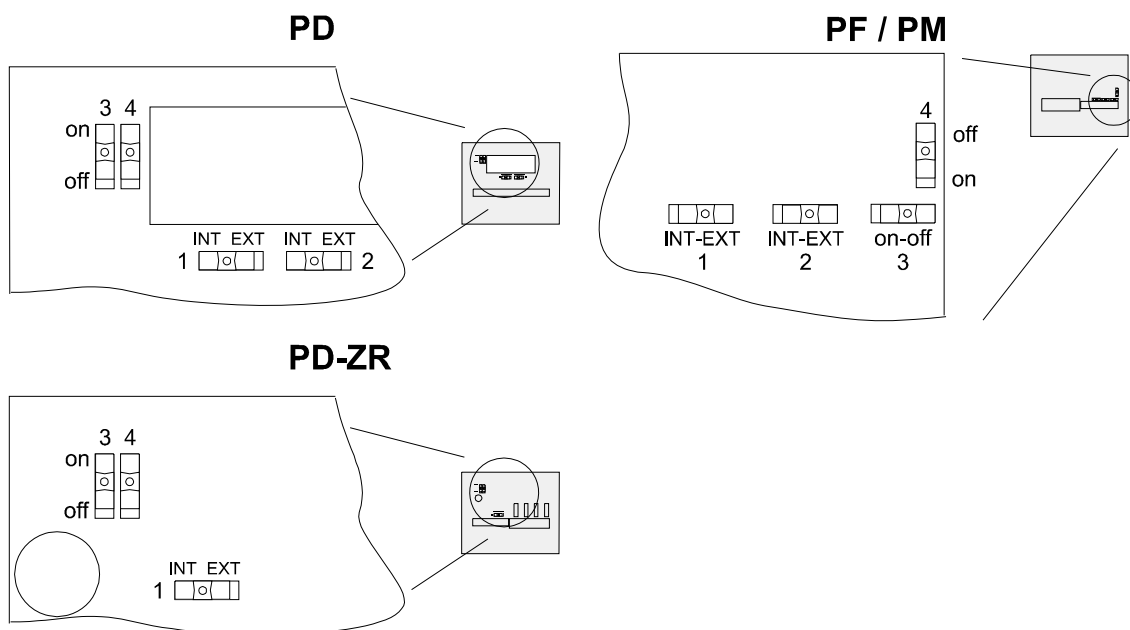 PD
3 4
on
off
INT EXT INT EXT
1 2
PF / PM
4
off
on
INT-EXT INT-EXT on-off
1 2 3
PD-ZR
3 4
on
off
INT EXT
1